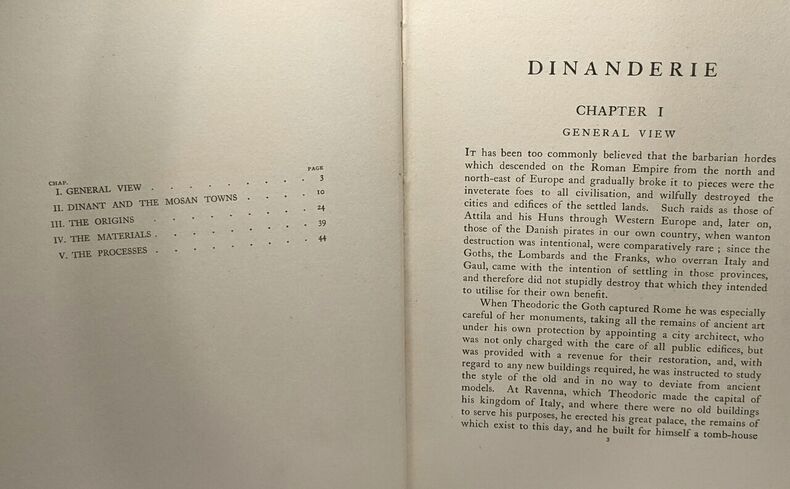 CHAP. PAGE
I. GENERAL VIEW . . . . . . . 3
II. DINANT AND THE MOSAN TOWNS . . . . 10
III. THE ORIGINS . . . . . . . 24
IV. THE MATERIALS . . . . . . . 39
V. THE PROCESSES . . . . . . . 44
DINANDERIE
CHAPTER I
GENERAL VIEW
IT has been too commonly believed that the barbarian hordes
which descended on the Roman Empire from the north and
north-east of Europe and gradually broke it to pieces were the
inveterate foes to all civilisation, and wilfully destroyed the
cities and edifices of the settled lands. Such raids as those of
Attila and his Huns through Western Europe and, later on,
those of the Danish pirates in our own country, when wanton
destruction was intentional, were comparatively rare ; since the
Goths, the Lombards and the Franks, who overran Italy and
Gaul, came with the intention of settling in those provinces,
and therefore did not stupidly destroy that which they intended
to utilise for their own benefit.
When Theodoric the Goth captured Rome he was especially
careful of her monuments, taking all the remains of ancient art
under his own protection by appointing a city architect, who
was not only charged with the care of all public edifices, but
was provided with a revenue for their restoration, and, with
regard to any new buildings required, he was instructed to study
the style of the old and in no way to deviate from ancient
models. At Ravenna, which Theodoric made the capital of
his kingdom of Italy, and where there were no old buildings
to serve his purposes, he erected his great palace, the remains of
which exist to this day, and he built for himself a tomb-house
3